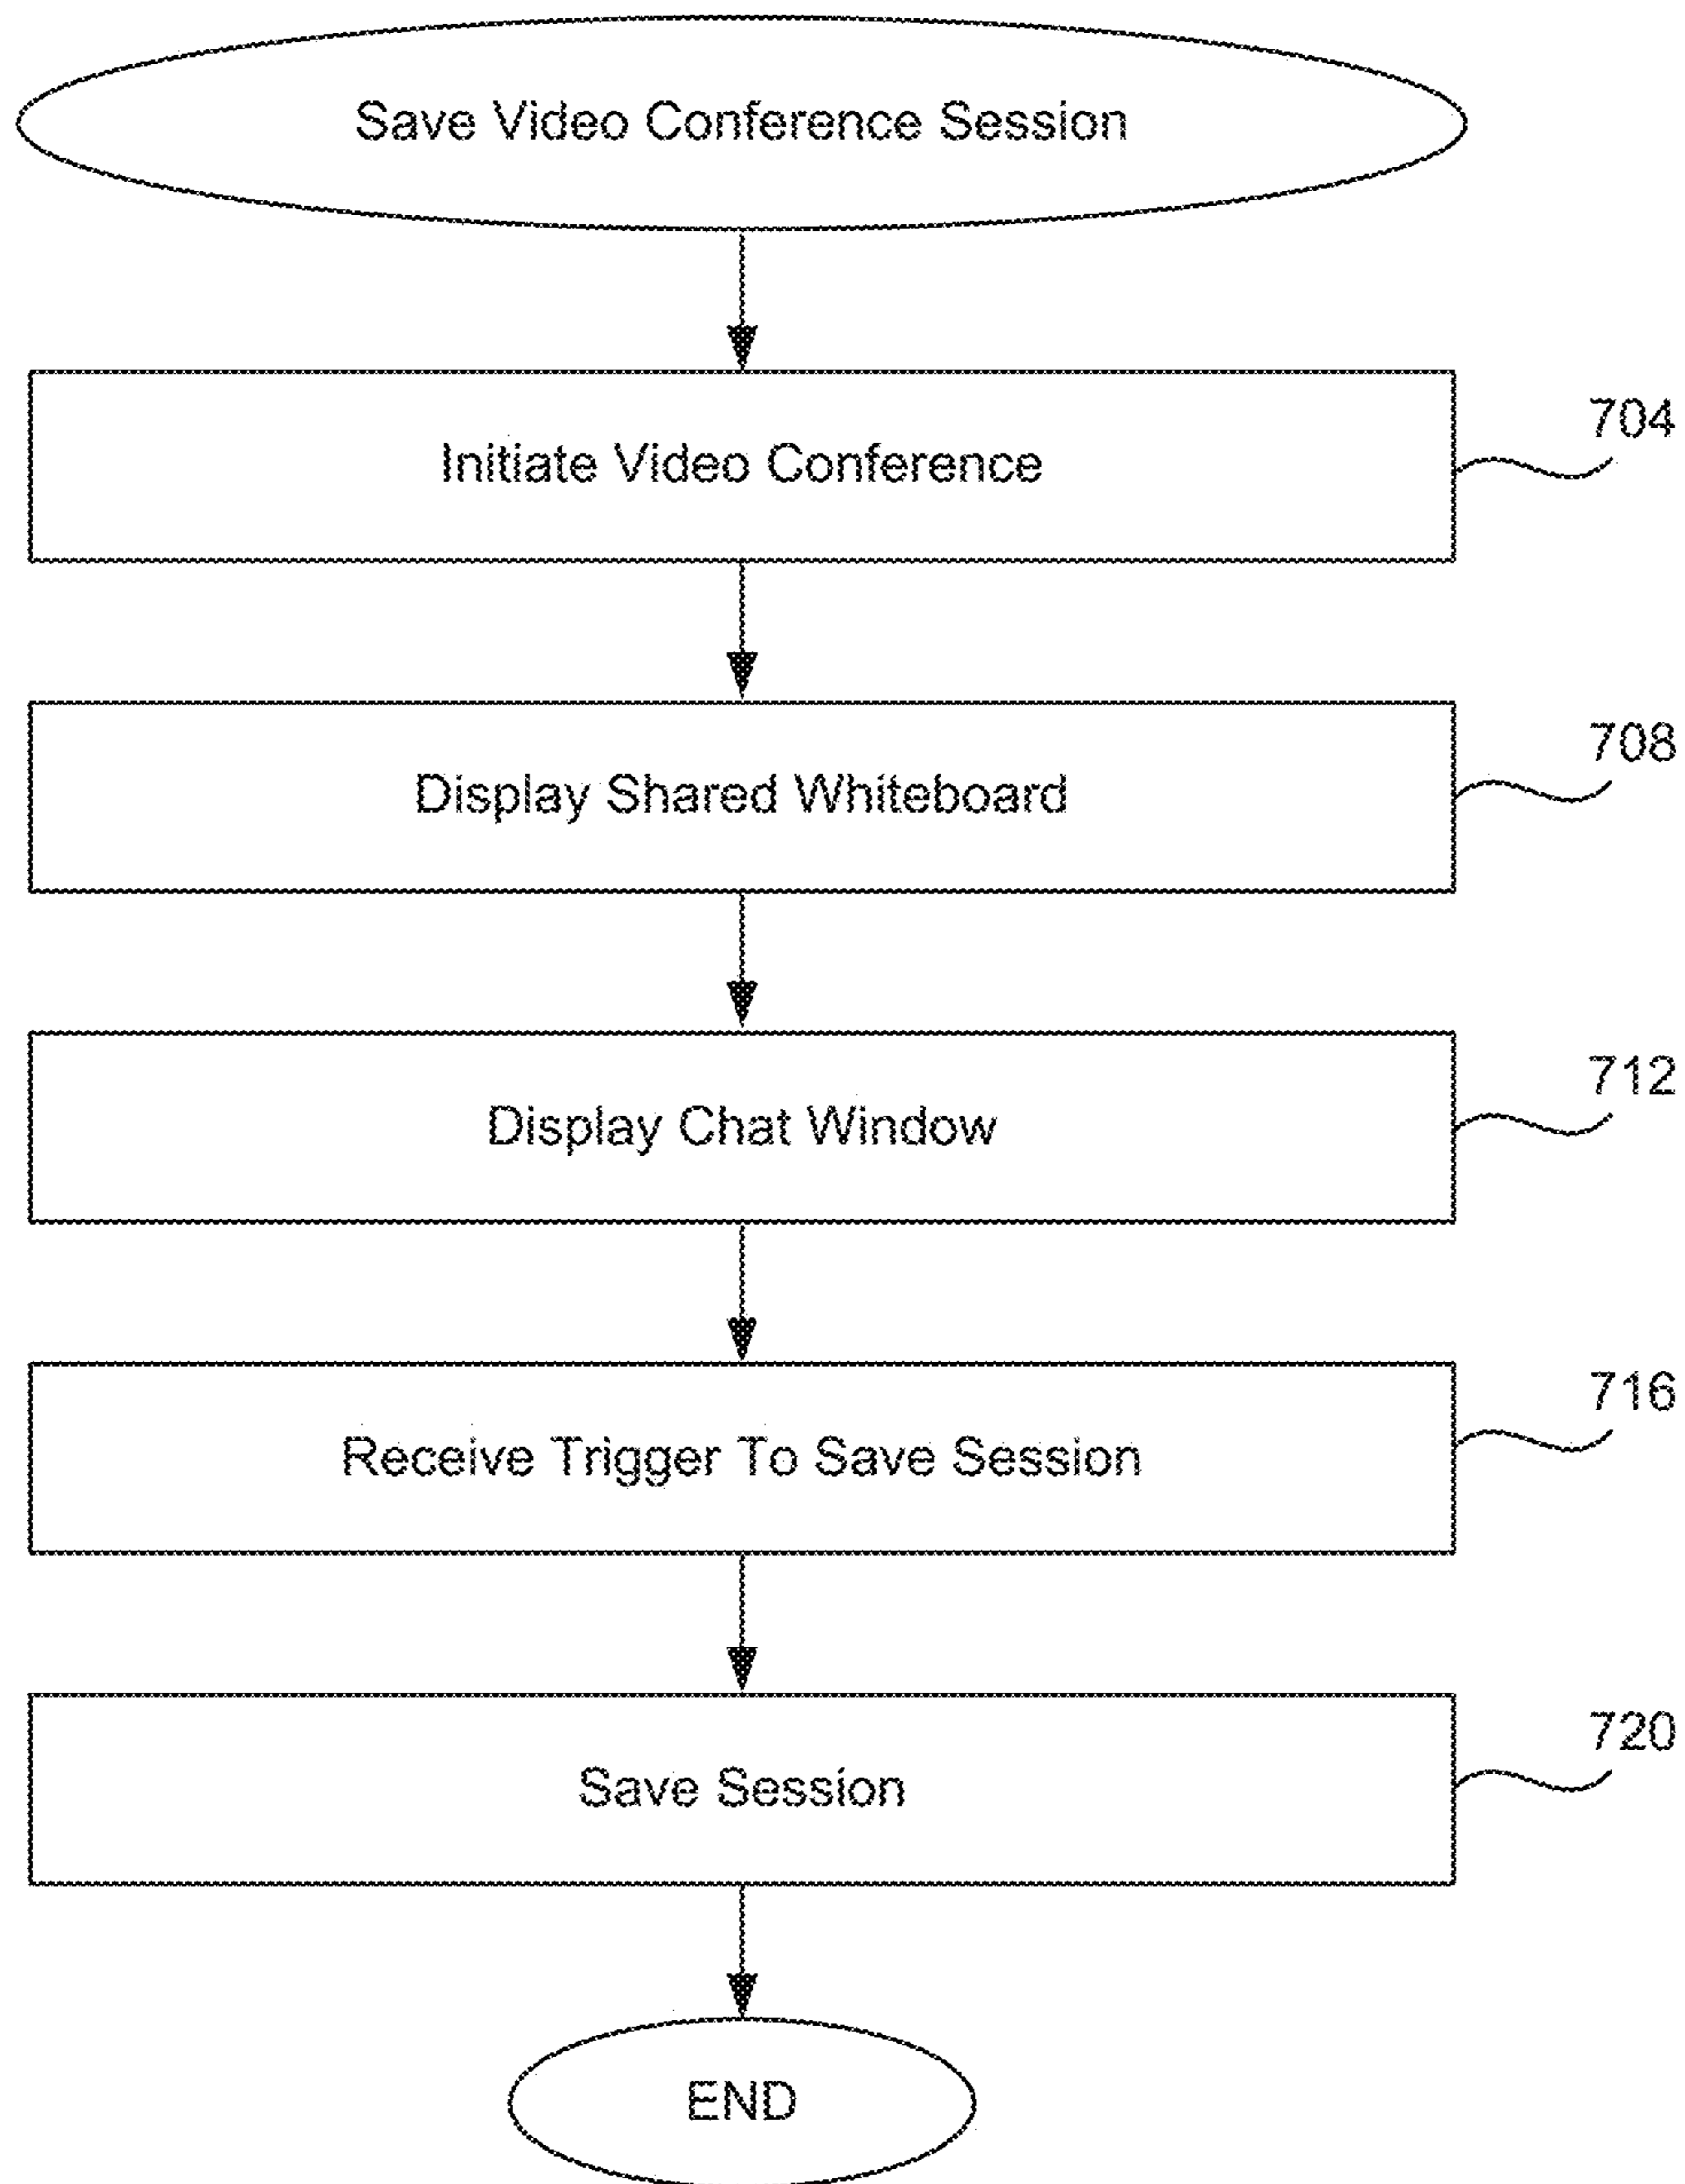 Save Video Conference Session
Initiate Video Conference
704
Display Shared Whiteboard
708
Display Chat Window
712
Receive Trigger To Save Session
716
Save Session
720
END